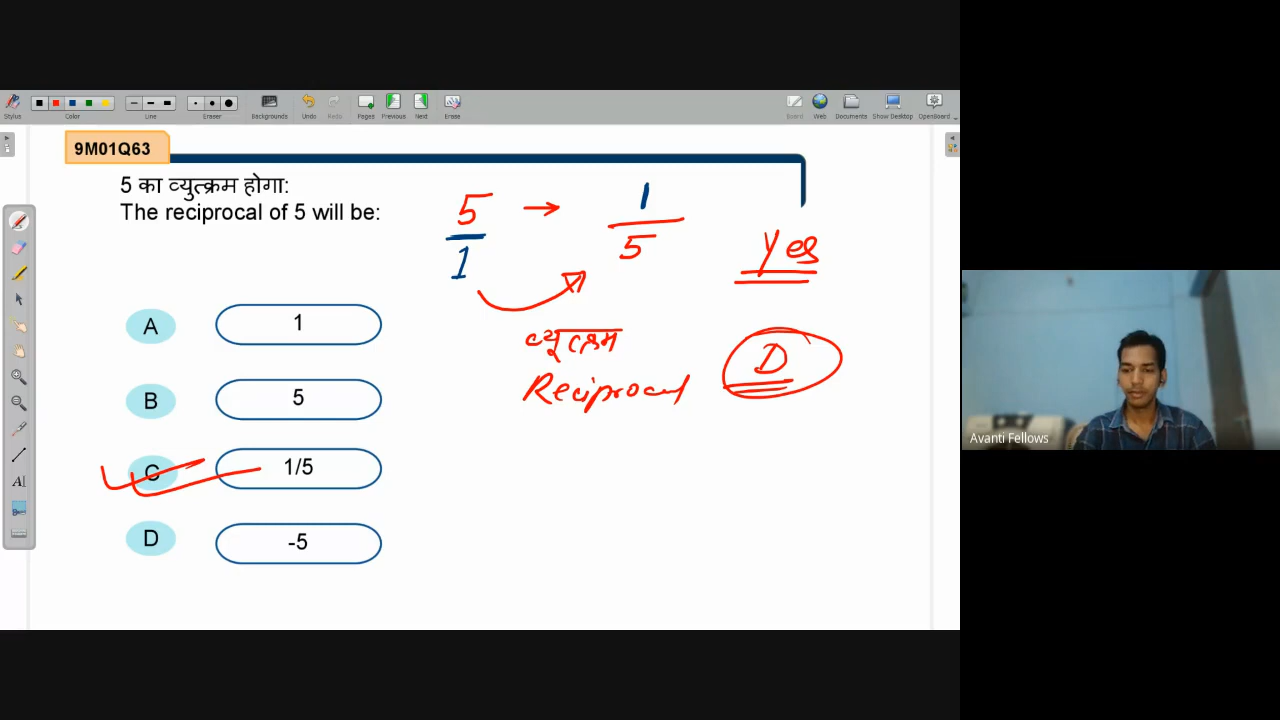 Stylus
Color
Line
Eraser
Backgrounds
Undo
Redo
Pages
Previous
Next
Erase
Board
Web
Documents
Show Desktop
OpenBoard
9M01Q63
5 का व्युत्क्रम होगा:
The reciprocal of 5 will be:
5/1 → 1/5
Yes
A 1
B 5
C 1/5
D -5
व्यूत्क्रम
Reciprocal
D
AI
Avanti Fellows